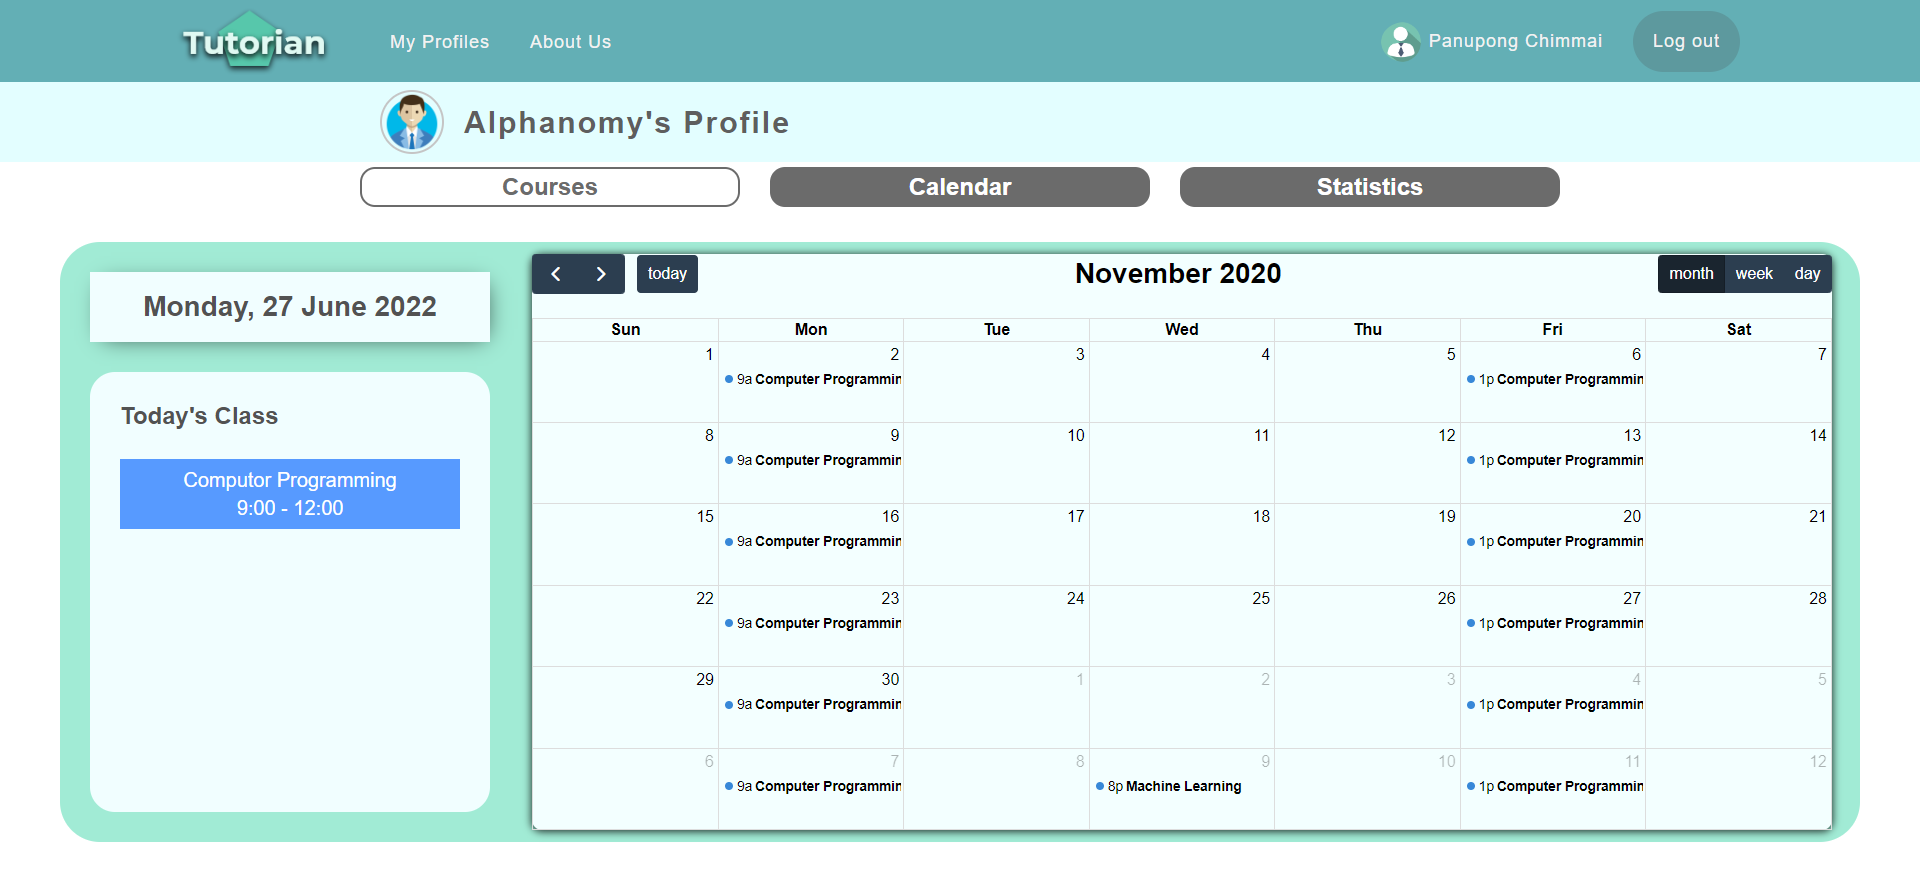 Tutorian
My Profiles
About Us
Panupong Chimmai
Log out
Alphanomy's Profile
Courses
Calendar
Statistics
Monday, 27 June 2022
Today's Class
Computor Programming
9:00 - 12:00
today
November 2020
month week day
Sun Mon Tue Wed Thu Fri Sat
1 2 3 4 5 6 7
9a Computer Programmin 1p Computer Programmin
8 9 10 11 12 13 14
9a Computer Programmin 1p Computer Programmin
15 16 17 18 19 20 21
9a Computer Programmin 1p Computer Programmin
22 23 24 25 26 27 28
9a Computer Programmin 1p Computer Programmin
29 30 1 2 3 4 5
9a Computer Programmin 1p Computer Programmin
6 7 8 9 10 11 12
9a Computer Programmin 8p Machine Learning 1p Computer Programmin